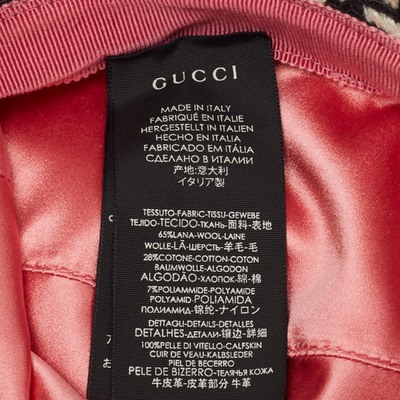 GUCCI
MADE IN ITALY
FABRIQUÉ EN ITALIE
HERGESTELLT IN ITALIEN
HECHO EN ITALIA
FABRICADO EM ITÁLIA
СДЕЛАНО В ИТАЛИИ
产地:意大利
イタリア製
TESSUTO-FABRIC-TISSU-GEWEBE
TEJIDO-TECIDO-ТКАНЬ-面料-表地
65%LANA-WOOL-LAINE
WOLLE-LÃ-ШЕРСТЬ-羊毛-毛
28%COTONE-COTTON-COTON
BAUMWOLLE-ALGODON
ALGODÃO-ХЛОПОК-綿-棉
7%POLIAMMIDE-POLYAMIDE
POLYAMID-POLIAMIDA
ПОЛИАМИД-锦纶-ナイロン
DETTAGLI-DETAILS-DETALLES
DETALHES-ДЕТАЛИ-镶边-詳細
100%PELLE DI VITELLO-CALFSKIN
CUIR DE VEAU-KALBSLEDER
PIEL DE BECERRO
PELE DE BIZERRO-ТЕЛЯЧЬЯ КОЖА
牛皮革-皮革部分 牛革